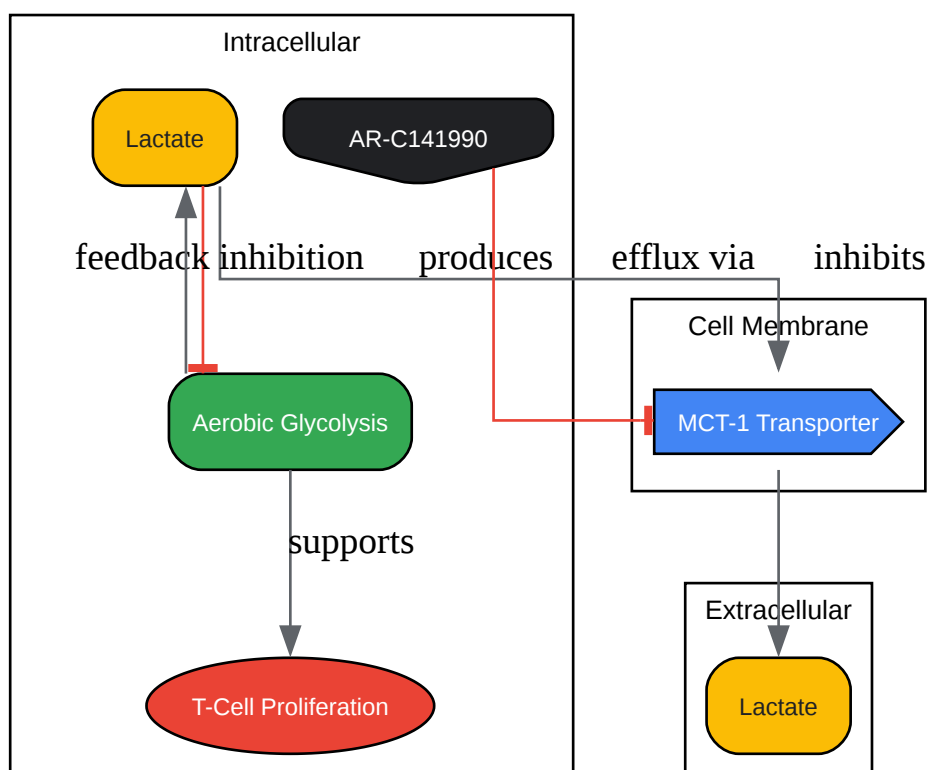 Intracellular
Lactate
AR-C141990
feedback inhibition
produces
efflux via
inhibits
Cell Membrane
Aerobic Glycolysis
MCT-1 Transporter
supports
Extracellular
T-Cell Proliferation
Lactate